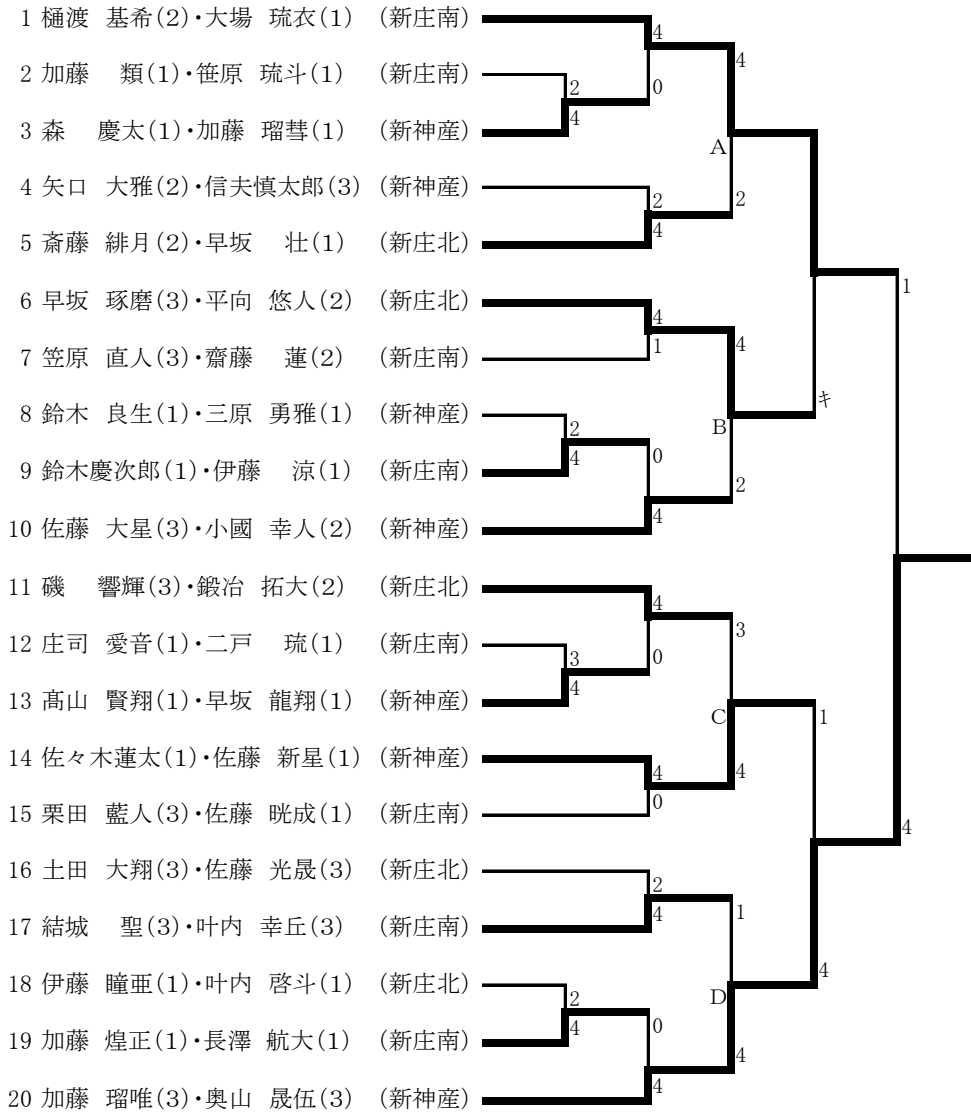 1 樋渡 基希(2)・大場 琉衣(1) (新庄南)
2 加藤 類(1)・笹原 琉斗(1) (新庄南)
3 森 慶太(1)・加藤 瑠彗(1) (新神産)
4 矢口 大雅(2)・信夫慎太郎(3) (新神産)
5 斎藤 緋月(2)・早坂 壮(1) (新庄北)
6 早坂 琢磨(3)・平向 悠人(2) (新庄北)
7 笠原 直人(3)・齋藤 蓮(2) (新庄南)
8 鈴木 良生(1)・三原 勇雅(1) (新神産)
9 鈴木慶次郎(1)・伊藤 涼(1) (新庄南)
10 佐藤 大星(3)・小國 幸人(2) (新神産)
11 磯 響輝(3)・鍛冶 拓大(2) (新庄北)
12 庄司 愛音(1)・二戸 琉(1) (新庄南)
13 髙山 賢翔(1)・早坂 龍翔(1) (新神産)
14 佐々木蓮太(1)・佐藤 新星(1) (新神産)
15 栗田 藍人(3)・佐藤 晄成(1) (新庄南)
16 土田 大翔(3)・佐藤 光晟(3) (新庄北)
17 結城 聖(3)・叶内 幸丘(3) (新庄南)
18 伊藤 瞳亜(1)・叶内 啓斗(1) (新庄北)
19 加藤 煌正(1)・長澤 航大(1) (新庄南)
20 加藤 瑠唯(3)・奥山 晟伍(3) (新神産)
2
4
2
4
3
4
2
4
4
0
2
4
4
1
0
4
4
0
4
0
2
4
0
4
4
A
2
4
B
2
3
C
4
1
D
4
キ
1
4
1
4